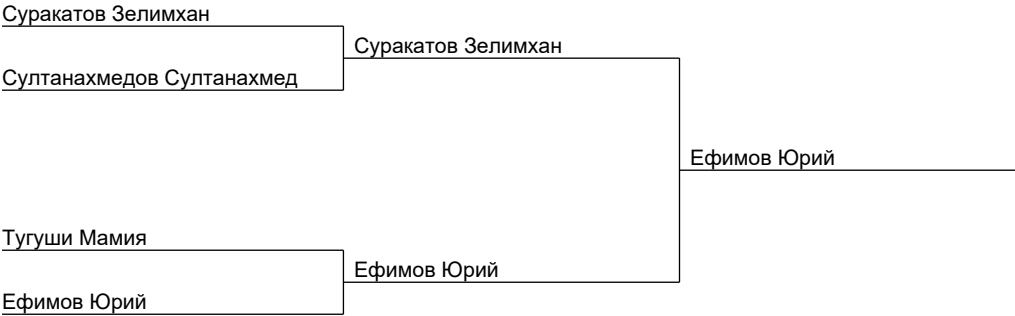 Суракатов Зелимхан
Суракатов Зелимхан
Султанахмедов Султанахмед
Ефимов Юрий
Тугуши Мамия
Ефимов Юрий
Ефимов Юрий